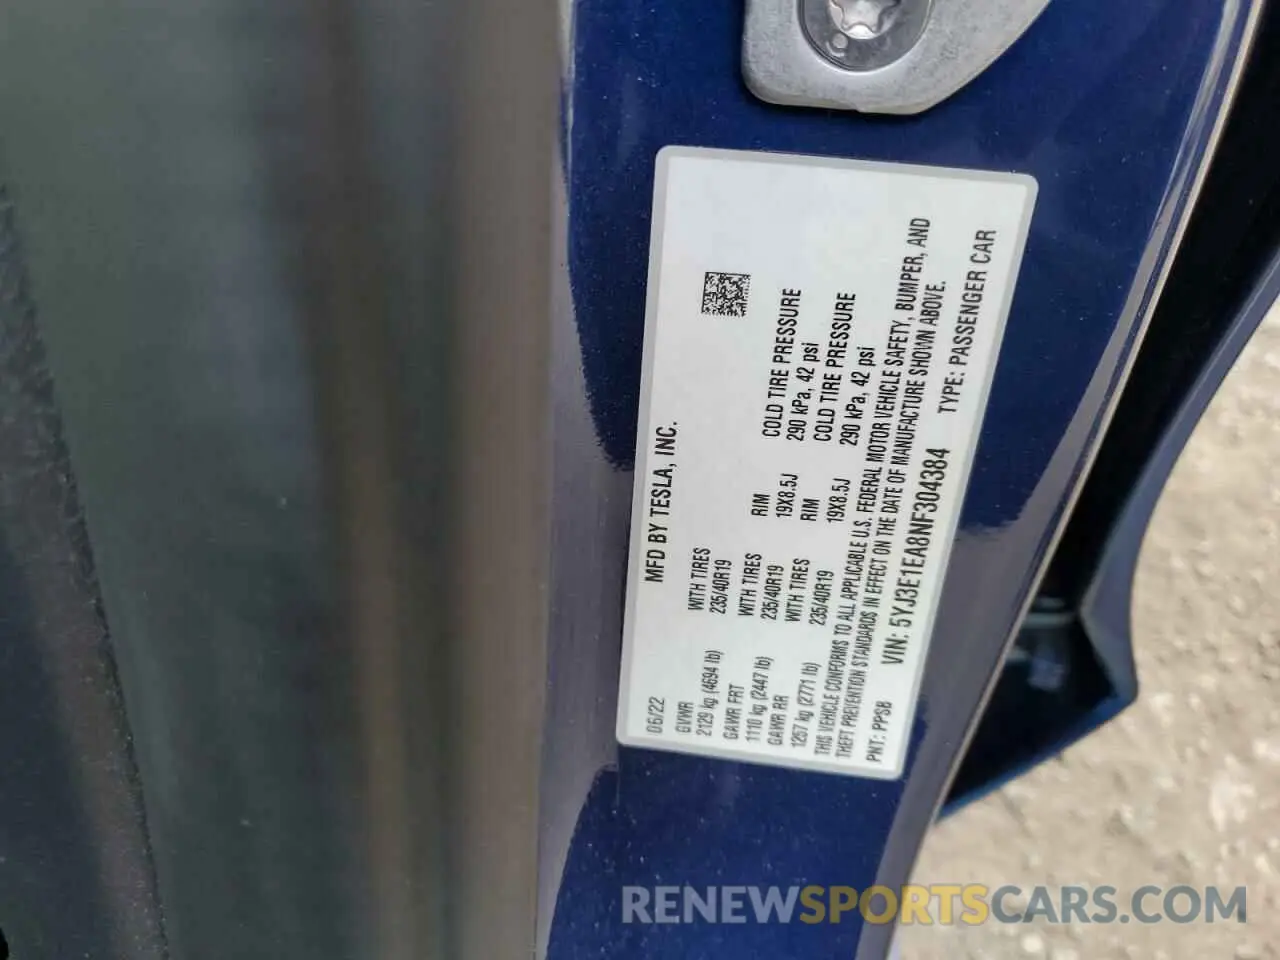 MFD BY TESLA, INC.
06/22
GVWR
2129 kg (4694 lb)
WITH TIRES
235/40R19
RIM
19X8.5J
COLD TIRE PRESSURE
290 kPa, 42 psi
GAWR FRT
1110 kg (2447 lb)
WITH TIRES
235/40R19
RIM
19X8.5J
COLD TIRE PRESSURE
290 kPa, 42 psi
GAWR RR
1257 kg (2771 lb)
WITH TIRES
235/40R19
THIS VEHICLE CONFORMS TO ALL APPLICABLE U.S. FEDERAL MOTOR VEHICLE SAFETY, BUMPER, AND
THEFT PREVENTION STANDARDS IN EFFECT ON THE DATE OF MANUFACTURE SHOWN ABOVE.
PNT: PPSB
VIN: 5YJ3E1EA8NF304384
TYPE: PASSENGER CAR
RENEWSPORTSCARS.COM